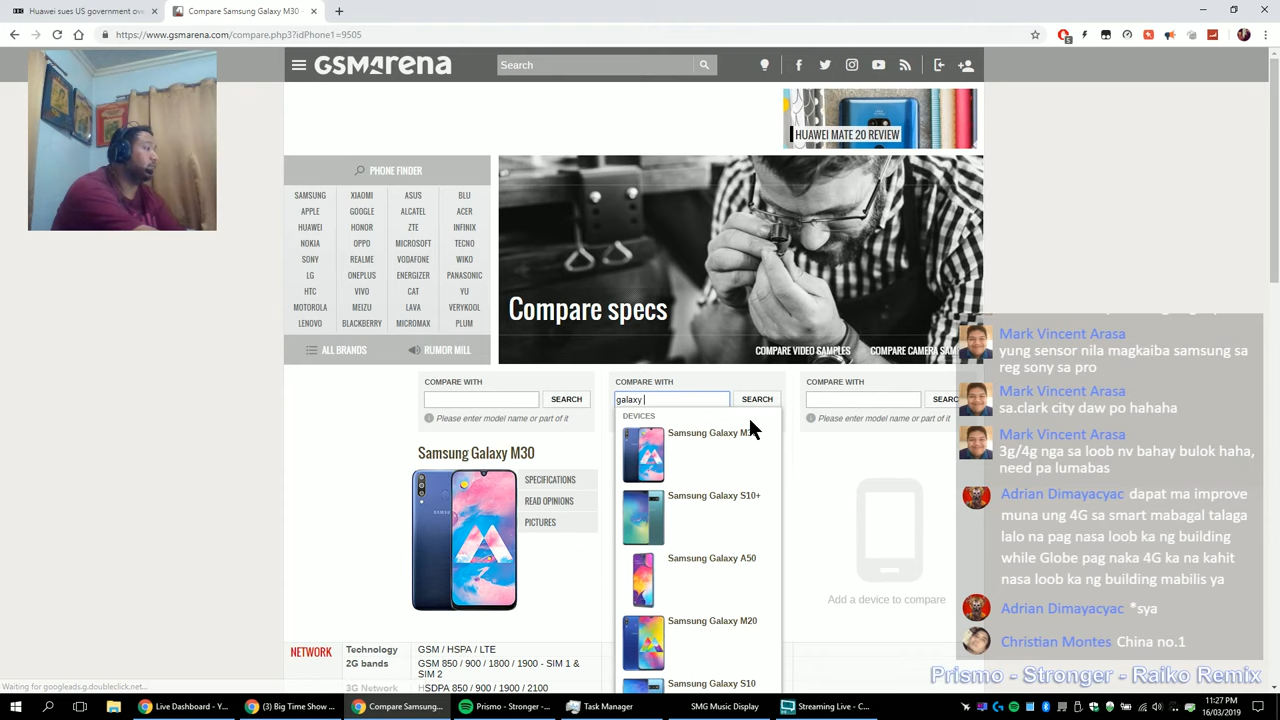 Huawei sues US government ov
Compare Samsung Galaxy M30 -
https://www.gsmarena.com/compare.php3?idPhone1=9505
5
GSMArena
Search
HUAWEI MATE 20 REVIEW
PHONE FINDER
SAMSUNG XIAOMI ASUS BLU
APPLE GOOGLE ALCATEL ACER
HUAWEI HONOR ZTE INFINIX
NOKIA OPPO MICROSOFT TECNO
SONY REALME VODAFONE WIKO
LG ONEPLUS ENERGIZER PANASONIC
HTC VIVO CAT YU
MOTOROLA MEIZU LAVA VERYKOOL
LENOVO BLACKBERRY MICROMAX PLUM
ALL BRANDS RUMOR MILL
Compare specs
COMPARE VIDEO SAMPLES COMPARE CAMERA SAM
COMPARE WITH COMPARE WITH COMPARE WITH
SEARCH galaxy SEARCH SEARC
Please enter model name or part of it
Please enter model name or part of it
DEVICES
Samsung Galaxy M
Samsung Galaxy S10+
Samsung Galaxy A50
Samsung Galaxy M20
Samsung Galaxy S10
Samsung Galaxy M30
SPECIFICATIONS
READ OPINIONS
PICTURES
Add a device to compare
NETWORK Technology GSM / HSPA / LTE
2G bands GSM 850 / 900 / 1800 / 1900 - SIM 1 &
SIM 2
3G Network HSDPA 850 / 900 / 1900 / 2100
Mark Vincent Arasa
yung sensor nila magkaiba samsung sa
reg sony sa pro
Mark Vincent Arasa
sa.clark city daw po hahaha
Mark Vincent Arasa
3g/4g nga sa loob nv bahay bulok haha,
need pa lumabas
Adrian Dimayacyac dapat ma improve
muna ung 4G sa smart mabagal talaga
lalo na pag nasa loob ka ng building
while Globe pag naka 4G ka na kahit
nasa loob ka ng building mabilis ya
Adrian Dimayacyac *sya
Christian Montes China no.1
Prismo - Stronger - Raiko Remix
Waiting for googleads.g.doubleclick.net...
Live Dashboard - Y...
(3) Big Time Show ...
Compare Samsung...
Prismo - Stronger -...
Task Manager
SMG Music Display
Streaming Live - C...
11:27 PM
16/03/2019